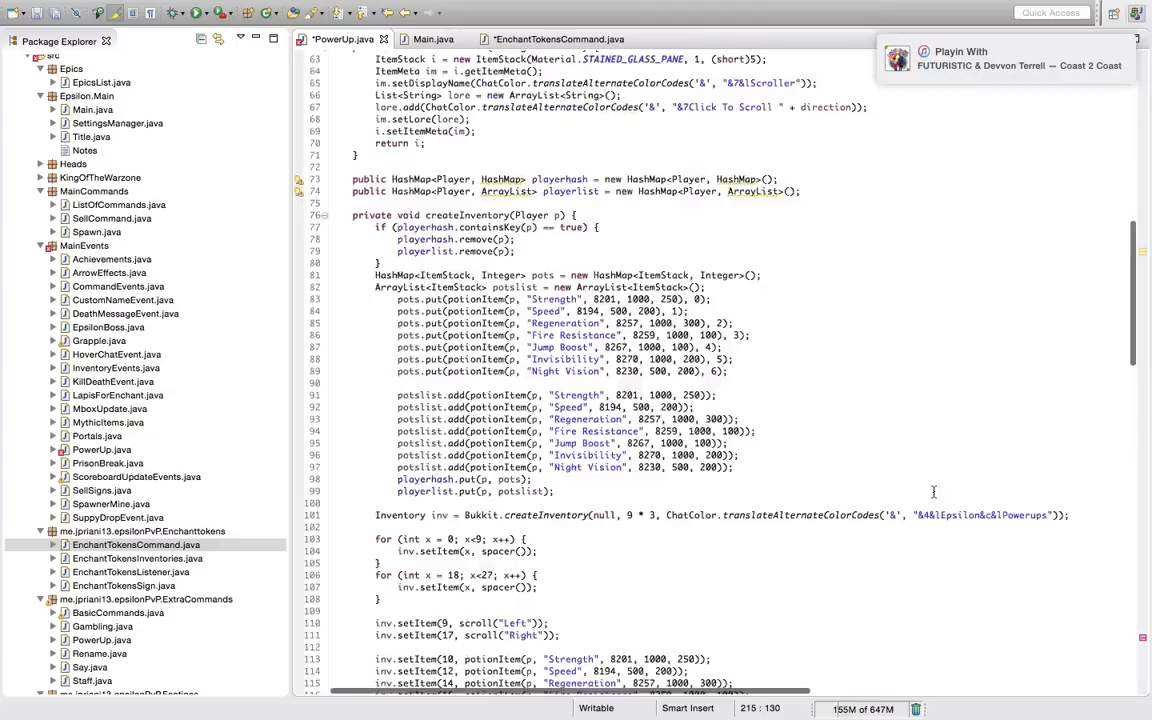 Quick Access
Package Explorer
*PowerUp.java
Main.java
*EnchantTokensCommand.java
Playin With
FUTURISTIC & Devvon Terrell — Coast 2 Coast
src
Epics
EpicsList.java
Epsilon.Main
Main.java
SettingsManager.java
Title.java
Notes
Heads
KingOfTheWarzone
MainCommands
ListOfCommands.java
SellCommand.java
Spawn.java
MainEvents
Achievements.java
ArrowEffects.java
CommandEvents.java
CustomNameEvent.java
DeathMessageEvent.java
EpsilonBoss.java
Grapple.java
HoverChatEvent.java
InventoryEvents.java
KillDeathEvent.java
LapisForEnchant.java
MboxUpdate.java
MythicItems.java
Portals.java
PowerUp.java
PrisonBreak.java
ScoreboardUpdateEvents.java
SellSigns.java
SpawnerMine.java
SuppyDropEvent.java
me.jpriani13.epsilonPvP.Enchanttokens
EnchantTokensCommand.java
EnchantTokensInventories.java
EnchantTokensListener.java
EnchantTokensSign.java
me.jpriani13.epsilonPvP.ExtraCommands
BasicCommands.java
Gambling.java
PowerUp.java
Rename.java
Say.java
Staff.java
63 ItemStack i = new ItemStack(Material.STAINED_GLASS_PANE, 1, (short)5);
64 ItemMeta im = i.getItemMeta();
65 im.setDisplayName(ChatColor.translateAlternateColorCodes('&', "&7&lScroller"));
66 List<String> lore = new ArrayList<String>();
67 lore.add(ChatColor.translateAlternateColorCodes('&', "&7Click To Scroll " + direction));
68 im.setLore(lore);
69 i.setItemMeta(im);
70 return i;
71 }
72
73 public HashMap<Player, HashMap> playerhash = new HashMap<Player, HashMap>();
74 public HashMap<Player, ArrayList> playerlist = new HashMap<Player, ArrayList>();
75
76 private void createInventory(Player p) {
77 if (playerhash.containsKey(p) == true) {
78 playerhash.remove(p);
79 playerlist.remove(p);
80 }
81 HashMap<ItemStack, Integer> pots = new HashMap<ItemStack, Integer>();
82 ArrayList<ItemStack> potslist = new ArrayList<ItemStack>();
83 pots.put(potionItem(p, "Strength", 8201, 1000, 250), 0);
84 pots.put(potionItem(p, "Speed", 8194, 500, 200), 1);
85 pots.put(potionItem(p, "Regeneration", 8257, 1000, 300), 2);
86 pots.put(potionItem(p, "Fire Resistance", 8259, 1000, 100), 3);
87 pots.put(potionItem(p, "Jump Boost", 8267, 1000, 100), 4);
88 pots.put(potionItem(p, "Invisibility", 8270, 1000, 200), 5);
89 pots.put(potionItem(p, "Night Vision", 8230, 500, 200), 6);
90
91 potslist.add(potionItem(p, "Strength", 8201, 1000, 250));
92 potslist.add(potionItem(p, "Speed", 8194, 500, 200));
93 potslist.add(potionItem(p, "Regeneration", 8257, 1000, 300));
94 potslist.add(potionItem(p, "Fire Resistance", 8259, 1000, 100));
95 potslist.add(potionItem(p, "Jump Boost", 8267, 1000, 100));
96 potslist.add(potionItem(p, "Invisibility", 8270, 1000, 200));
97 potslist.add(potionItem(p, "Night Vision", 8230, 500, 200));
98 playerhash.put(p, pots);
99 playerlist.put(p, potslist);
100
101 Inventory inv = Bukkit.createInventory(null, 9 * 3, ChatColor.translateAlternateColorCodes('&', "&4&lEpsilon&c&lPowerups"));
102
103 for (int x = 0; x<9; x++) {
104 inv.setItem(x, spacer());
105 }
106 for (int x = 18; x<27; x++) {
107 inv.setItem(x, spacer());
108 }
109
110 inv.setItem(9, scroll("Left"));
111 inv.setItem(17, scroll("Right"));
112
113 inv.setItem(10, potionItem(p, "Strength", 8201, 1000, 250));
114 inv.setItem(12, potionItem(p, "Speed", 8194, 500, 200));
115 inv.setItem(14, potionItem(p, "Regeneration", 8257, 1000, 300));
Writable
Smart Insert
215 : 130
155M of 647M